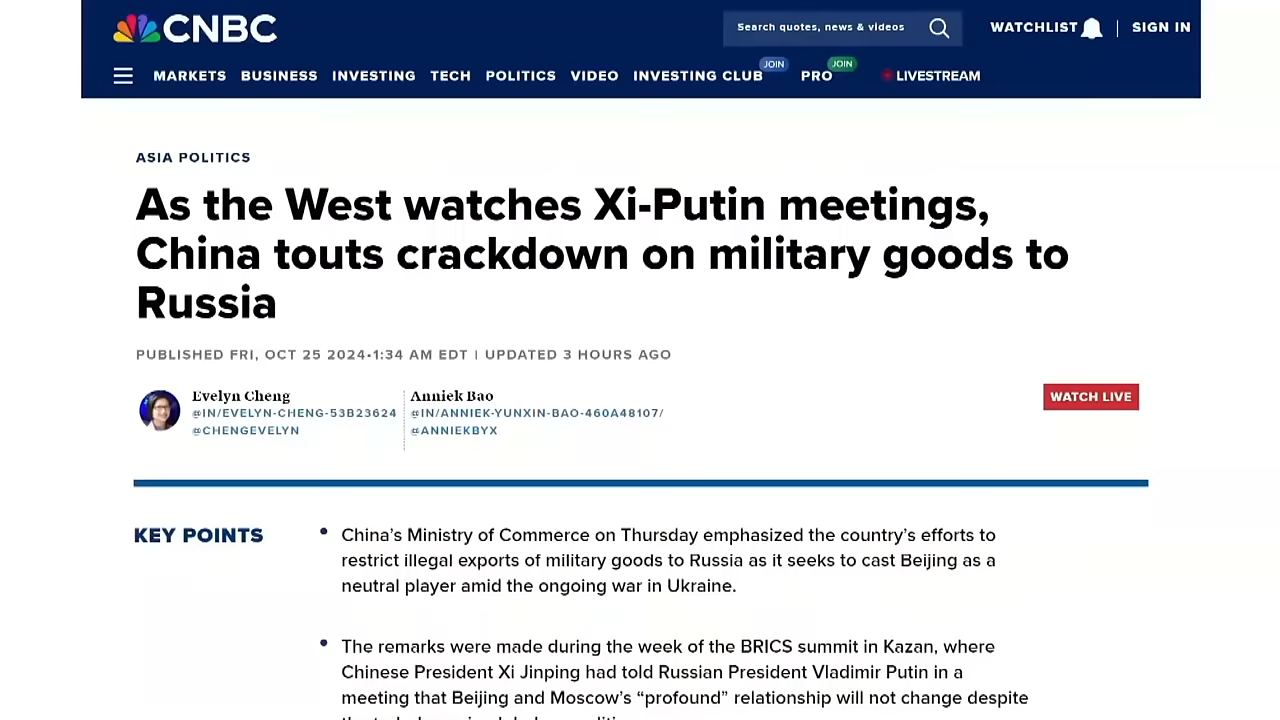 CNBC
Search quotes, news & videos
WATCHLIST
SIGN IN
MARKETS BUSINESS INVESTING TECH POLITICS VIDEO INVESTING CLUB JOIN PRO JOIN LIVESTREAM
ASIA POLITICS
As the West watches Xi-Putin meetings,
China touts crackdown on military goods to
Russia
PUBLISHED FRI, OCT 25 2024•1:34 AM EDT | UPDATED 3 HOURS AGO
Evelyn Cheng
@IN/EVELYN-CHENG-53B23624
@CHENGEVELYN
Anniek Bao
@IN/ANNIEK-YUNXIN-BAO-460A48107/
@ANNIEKBYX
WATCH LIVE
KEY POINTS
• China’s Ministry of Commerce on Thursday emphasized the country’s efforts to
restrict illegal exports of military goods to Russia as it seeks to cast Beijing as a
neutral player amid the ongoing war in Ukraine.
• The remarks were made during the week of the BRICS summit in Kazan, where
Chinese President Xi Jinping had told Russian President Vladimir Putin in a
meeting that Beijing and Moscow’s “profound” relationship will not change despite